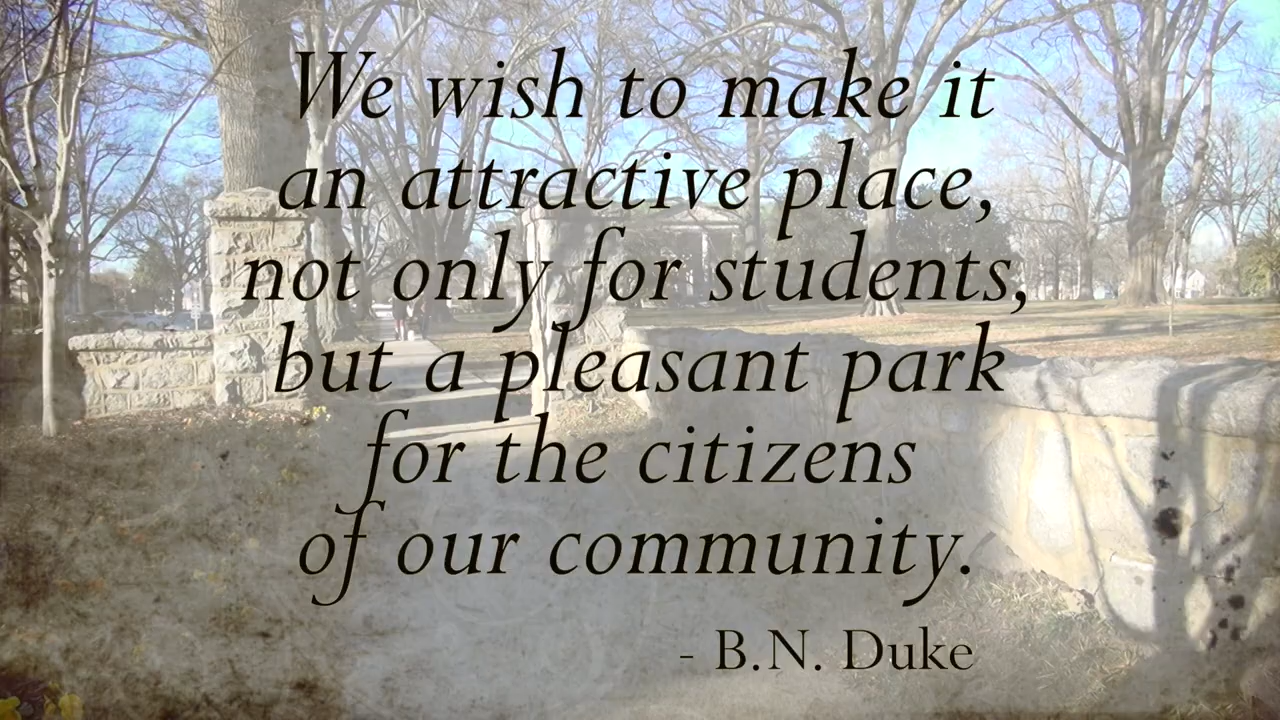 We wish to make it
an attractive place,
not only for students,
but a pleasant park
for the citizens
of our community.
- B.N. Duke